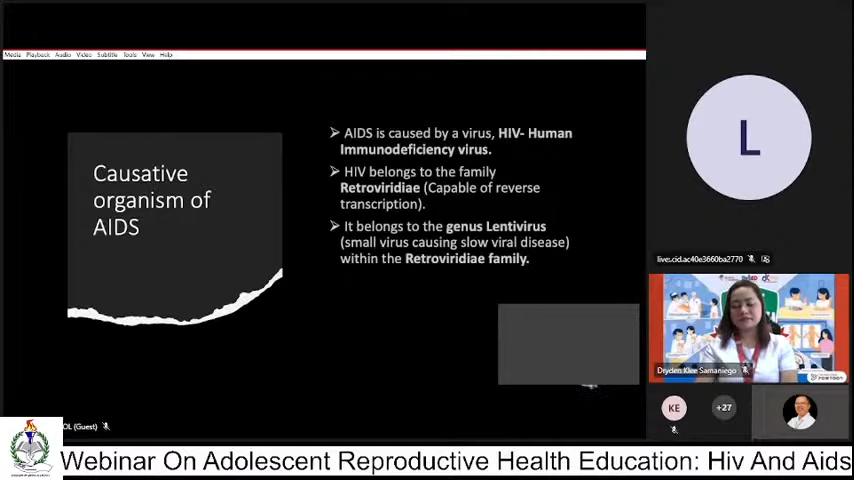 Media Playback Audio Video Subtitle Tools View Help
Causative
organism of
AIDS
➢ AIDS is caused by a virus, HIV- Human
Immunodeficiency virus.
➢ HIV belongs to the family
Retroviridiae (Capable of reverse
transcription).
➢ It belongs to the genus Lentivirus
(small virus causing slow viral disease)
within the Retroviridiae family.
L
live.cid.ac40e3660ba2770
Dryden Klee Samaniego
KE
+27
OL (Guest)
Webinar On Adolescent Reproductive Health Education: Hiv And Aids